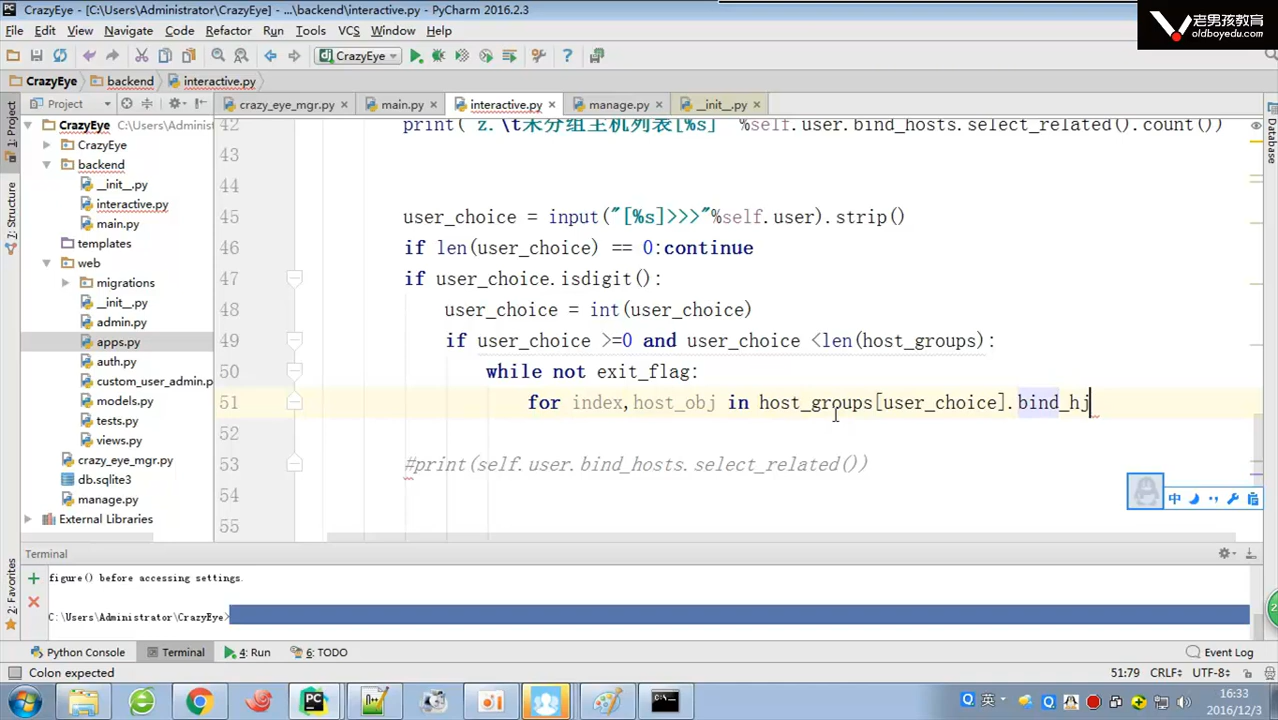 CrazyEye - [C:\Users\Administrator\CrazyEye] - ...\backend\interactive.py - PyCharm 2016.2.3
老男孩教育
oldboyedu.com
File Edit View Navigate Code Refactor Run Tools VCS Window Help
CrazyEye
CrazyEye backend interactive.py
Project
crazy_eye_mgr.py main.py interactive.py manage.py __init__.py
1: Project
Structure
2: Favorites
Database
CrazyEye C:\Users\Adminis
CrazyEye
backend
__init__.py
interactive.py
main.py
templates
web
migrations
__init__.py
admin.py
apps.py
auth.py
custom_user_admin.p
models.py
tests.py
views.py
crazy_eye_mgr.py
db.sqlite3
manage.py
External Libraries
42 print( z.\t未分组主机列表[%s] %self.user.bind_hosts.select_related().count())
43
44
45 user_choice = input("[%s]>>>"%self.user).strip()
46 if len(user_choice) == 0:continue
47 if user_choice.isdigit():
48 user_choice = int(user_choice)
49 if user_choice >=0 and user_choice <len(host_groups):
50 while not exit_flag:
51 for index,host_obj in host_groups[user_choice].bind_hj
52
53 #print(self.user.bind_hosts.select_related())
54
55
中
Terminal
figure() before accessing settings.
C:\Users\Administrator\CrazyEye>
Python Console Terminal 4: Run 6: TODO Event Log
Colon expected 51:79 CRLF÷ UTF-8÷
英
16:33
2016/12/3